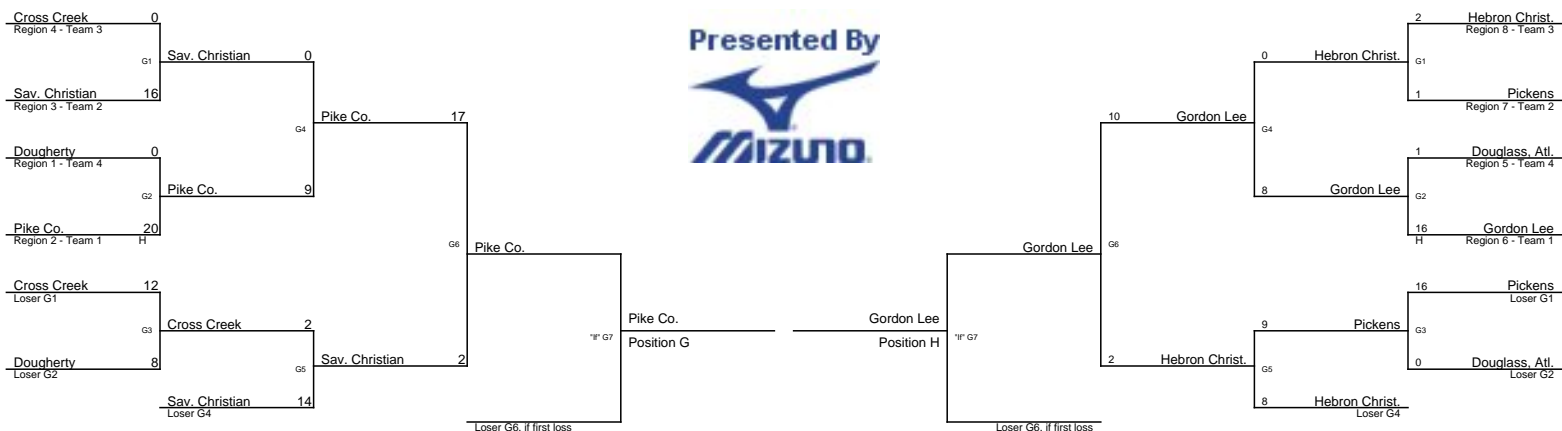 Cross Creek 0
Region 4 - Team 3
G1
Sav. Christian 0
Sav. Christian 16
Region 3 - Team 2
G4
Pike Co. 17
Dougherty 0
Region 1 - Team 4
G2
Pike Co. 9
Pike Co. 20
Region 2 - Team 1 H
G6
Pike Co.
Cross Creek 12
Loser G1
G3
Cross Creek 2
Dougherty 8
Loser G2
G5
Sav. Christian 2
Sav. Christian 14
Loser G4
Loser G6, if first loss
"If" G7
Pike Co.
Position G
Presented By
MIZUNO
2 Hebron Christ.
Region 8 - Team 3
G1
0 Hebron Christ.
1 Pickens
Region 7 - Team 2
G4
10 Gordon Lee
1 Douglass, Atl.
Region 5 - Team 4
G2
8 Gordon Lee
16 Gordon Lee
H Region 6 - Team 1
G6
Gordon Lee
16 Pickens
Loser G1
G3
9 Pickens
0 Douglass, Atl.
Loser G2
G5
2 Hebron Christ.
8 Hebron Christ.
Loser G4
Loser G6, if first loss
"If" G7
Gordon Lee
Position H